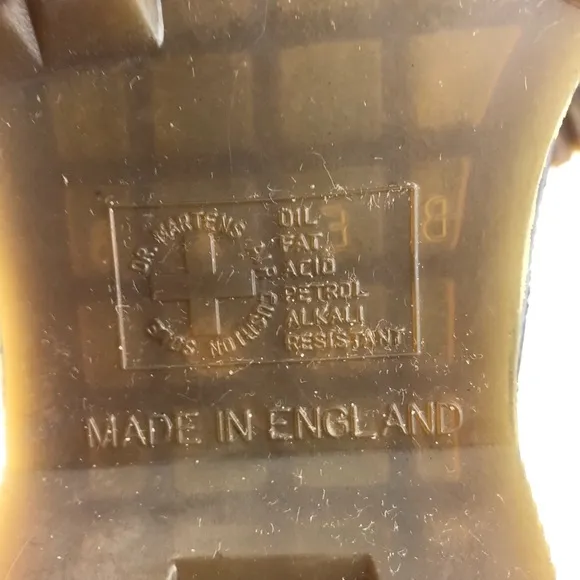 DR. MARTENS AIR CUSHION SOLE
OIL
FAT
ACID
PETROL
ALKALI
RESISTANT
MADE IN ENGLAND